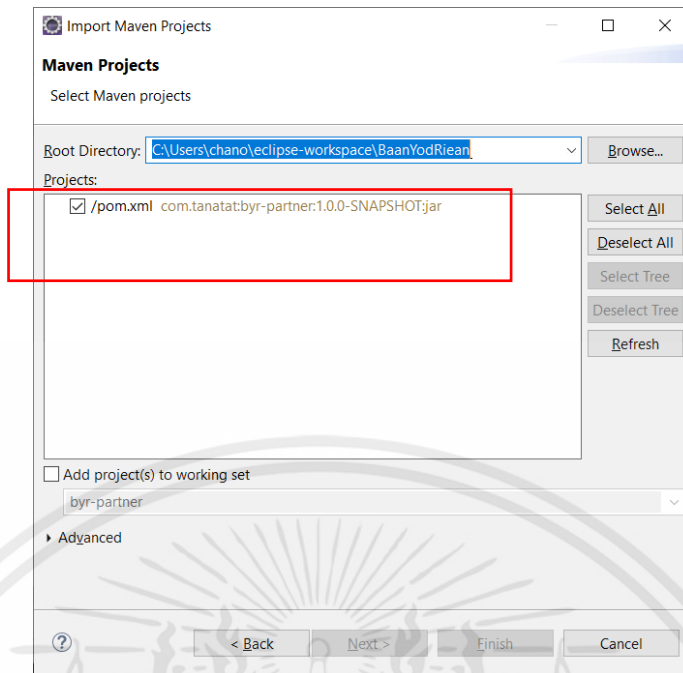 Import Maven Projects
Maven Projects
Select Maven projects
Root Directory: C:\Users\chano\eclipse-workspace\BaanYodRiean Browse...
Projects:
/pom.xml com.tanatat:byr-partner:1.0.0-SNAPSHOT:jar
Select All
Deselect All
Select Tree
Deselect Tree
Refresh
Add project(s) to working set
byr-partner
Advanced
? < Back Next > Finish Cancel